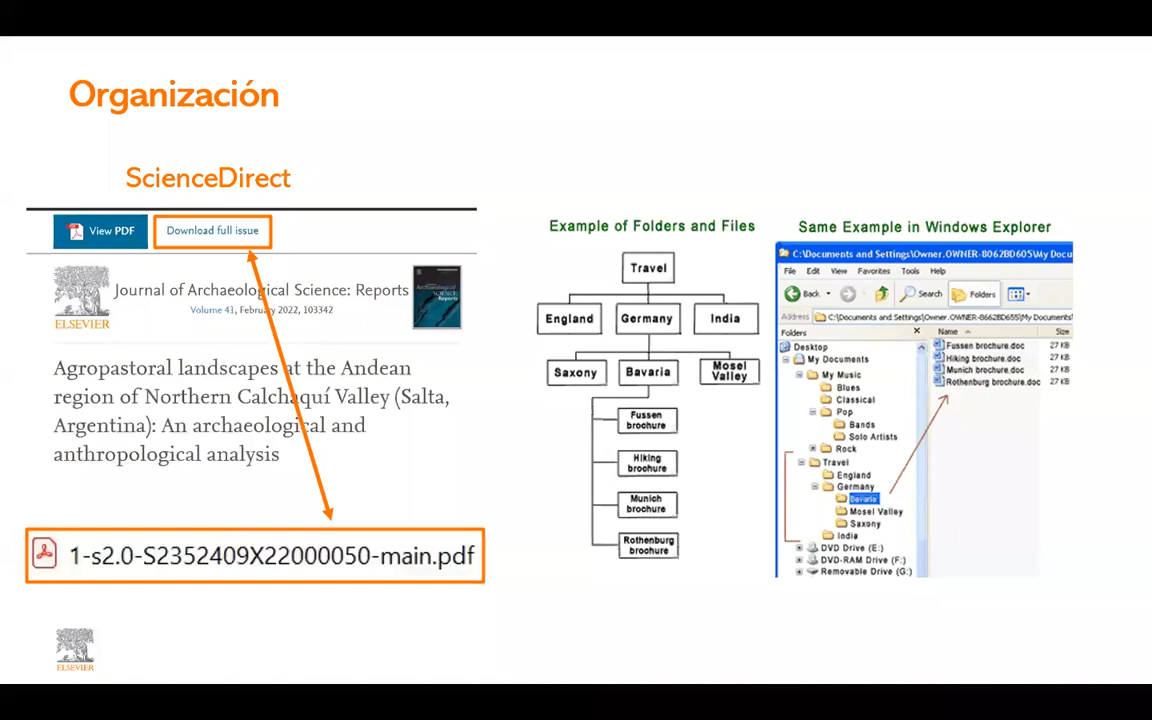 Organización
ScienceDirect
View PDF
Download full issue
ELSEVIER
Journal of Archaeological Science: Reports
Volume 41, February 2022, 103342
Agropastoral landscapes at the Andean
region of Northern Calchaquí Valley (Salta,
Argentina): An archaeological and
anthropological analysis
1-s2.0-S2352409X22000050-main.pdf
ELSEVIER
Example of Folders and Files
Travel
England
Germany
India
Saxony
Bavaria
Mosel
Valley
Fussen
brochure
Hiking
brochure
Munich
brochure
Rothenburg
brochure
Same Example in Windows Explorer
File Edit View Favorites Tools Help
Back
Search
Folders
Address
Folders
Name
Size
Desktop
My Documents
My Music
Blues
Classical
Pop
Bands
Solo Artists
Rock
Travel
England
Germany
Bavaria
Mosel Valley
Saxony
India
DVD Drive (E:)
DVD-RAM Drive (F:)
Removable Drive (G:)
Fussen brochure.doc 27 KB
Hiking brochure.doc 27 KB
Munich brochure.doc 27 KB
Rothenburg brochure.doc 27 KB